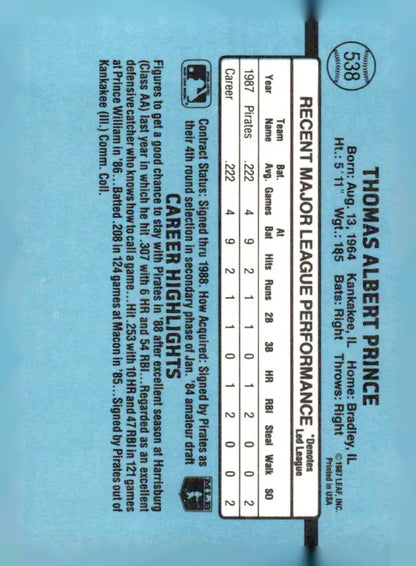 538
THOMAS ALBERT PRINCE
Born: Aug. 13, 1964 Kankakee, IL Home: Bradley, IL
Ht.: 5' 11" Wgt.: 185 Bats: Right Throws: Right
©1987 LEAF, INC.
Printed in USA
RECENT MAJOR LEAGUE PERFORMANCE *Denotes Led League
Year Team Name Bat. Avg. Games At Bat Hits Runs 2B 3B HR RBI Steal Walk SO
1987 Pirates .222 4 9 2 1 1 0 1 2 0 0 2
Career .222 4 9 2 1 1 0 1 2 0 0 2
Contract Status: Signed thru 1988. How Acquired: Signed by Pirates as
their 4th round selection in secondary phase of Jan. '84 amateur draft
MLB
CAREER HIGHLIGHTS
Figures to get a good chance to stay with Pirates in '88 after excellent season at Harrisburg
(Class AA) last year in which he hit .307 with 6 HR and 54 RBI...Regarded as an excellent
defensive catcher who knows how to call a game...Hit .253 with 10 HR and 47 RBI in 121 games
at Prince William in '86...Batted .208 in 124 games at Macon in '85...Signed by Pirates out of
Kankakee (Ill.) Comm. Coll.